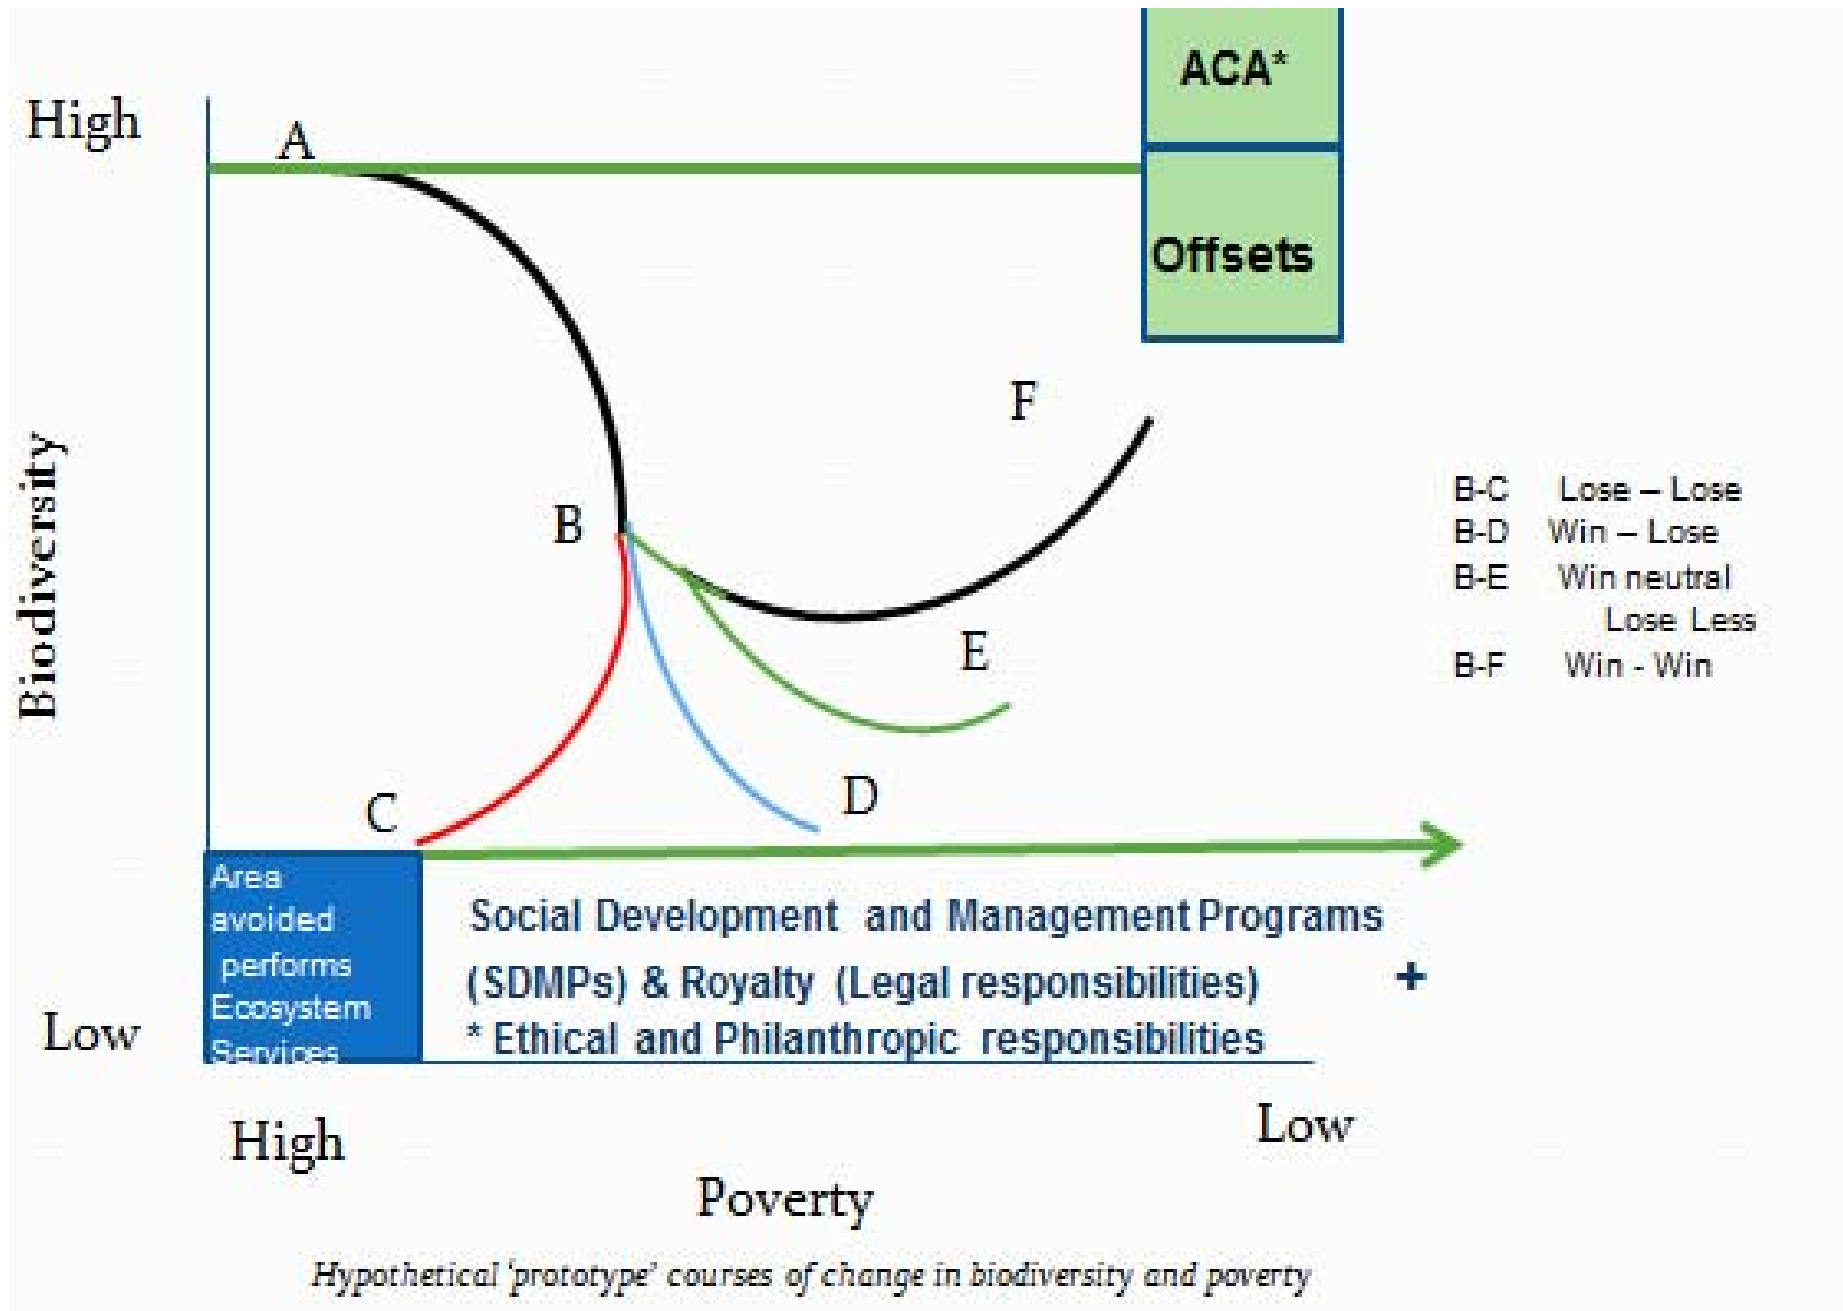 ACA*
High
A
Offsets
F
B
Biodiversity
B-C Lose – Lose
B-D Win – Lose
B-E Win neutral
Lose Less
B-F Win - Win
E
C
D
Area
avoided
performs
Ecosystem
Services
Social Development and Management Programs
(SDMPs) & Royalty (Legal responsibilities) +
* Ethical and Philanthropic responsibilities
Low
High
Low
Poverty
Hypothetical 'prototype' courses of change in biodiversity and poverty